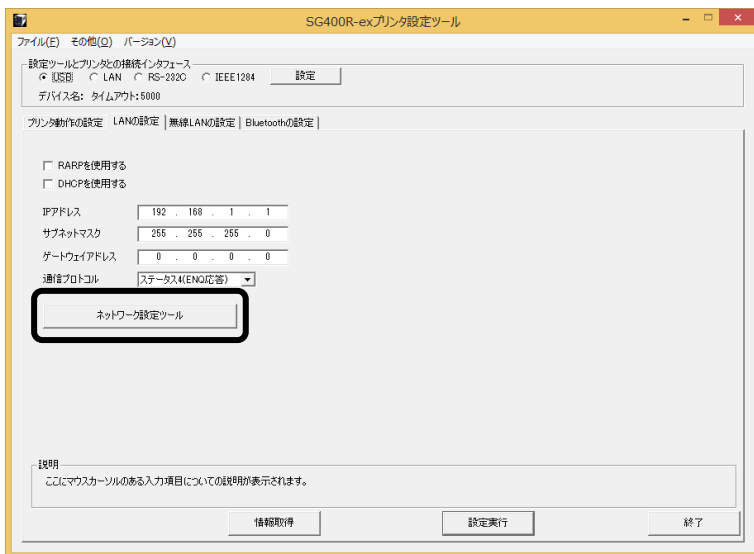 SG400R-exプリンタ設定ツール
ファイル(F) その他(O) バージョン(V)
設定ツールとプリンタとの接続インタフェース
USB LAN RS-232C IEEE1284 設定
デバイス名: タイムアウト:5000
プリンタ動作の設定 LANの設定 無線LANの設定 Bluetoothの設定
RARPを使用する
DHCPを使用する
IPアドレス 192 . 168 . 1 . 1
サブネットマスク 255 . 255 . 255 . 0
ゲートウェイアドレス 0 . 0 . 0 . 0
通信プロトコル ステータス4(ENQ応答)
ネットワーク設定ツール
説明
ここにマウスカーソルのある入力項目についての説明が表示されます。
情報取得 設定実行 終了